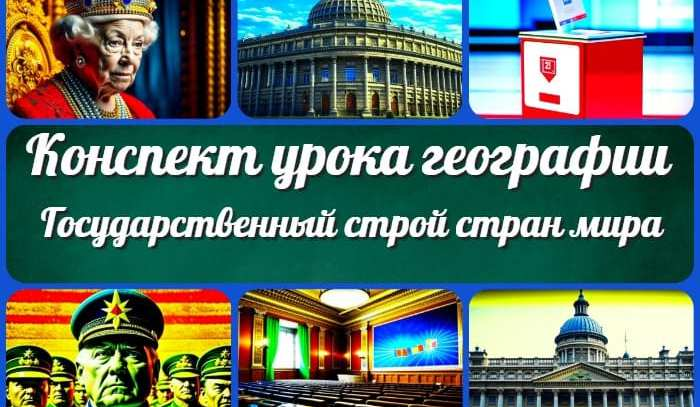 Конспект урока географии
Государственный строй стран мира